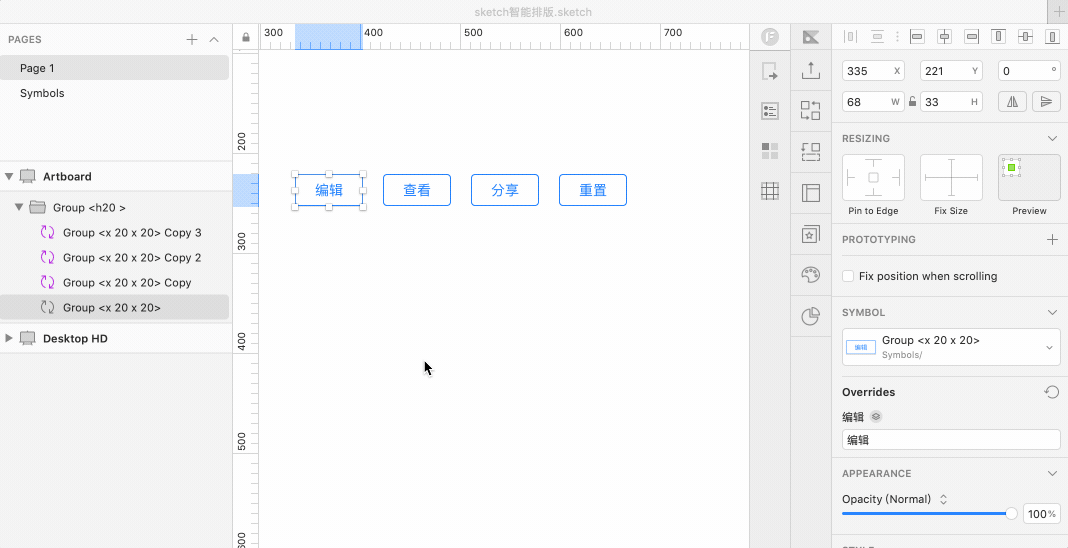 sketch智能排版.sketch
PAGES
Page 1
Symbols
Artboard
Group <h20 >
Group <x 20 x 20> Copy 3
Group <x 20 x 20> Copy 2
Group <x 20 x 20> Copy
Group <x 20 x 20>
Desktop HD
300 400 500 600 700
200
300
400
500
600
编辑 查看 分享 重置
335 X 221 Y 0 °
68 W 33 H
RESIZING
Pin to Edge Fix Size Preview
PROTOTYPING
Fix position when scrolling
SYMBOL
编辑 Group <x 20 x 20>
Symbols/
Overrides
编辑
编辑
APPEARANCE
Opacity (Normal)
100%